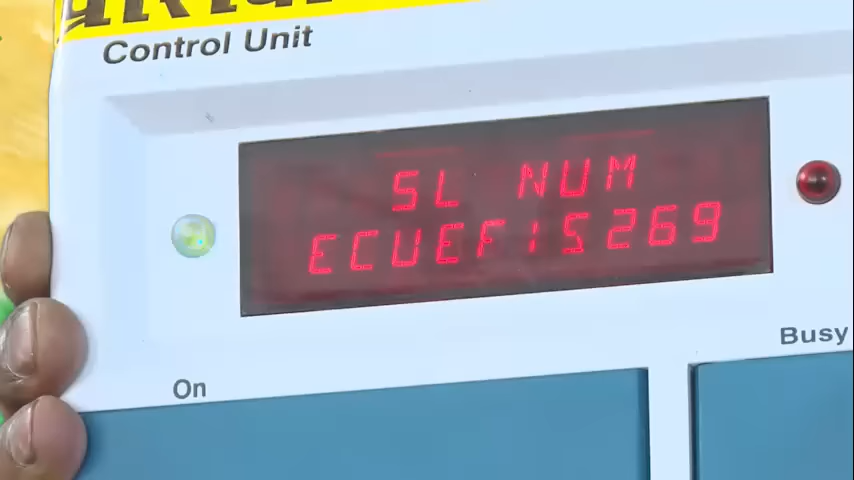 Control Unit
SL NUM
ECUEF15269
On
Busy